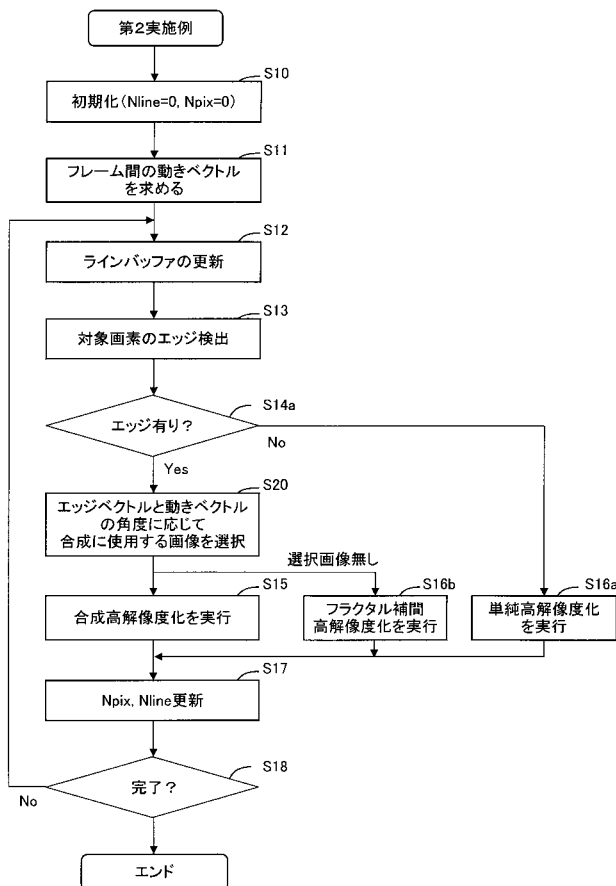 第2実施例
S10
初期化(Nline=0, Npix=0)
S11
フレーム間の動きベクトル
を求める
S12
ラインバッファの更新
S13
対象画素のエッジ検出
S14a
エッジ有り?
No
Yes
S20
エッジベクトルと動きベクトル
の角度に応じて
合成に使用する画像を選択
選択画像無し
S15
合成高解像度化を実行
S16b
フラクタル補間
高解像度化を実行
S16a
単純高解像度化
を実行
S17
Npix, Nline更新
S18
完了?
No
エンド